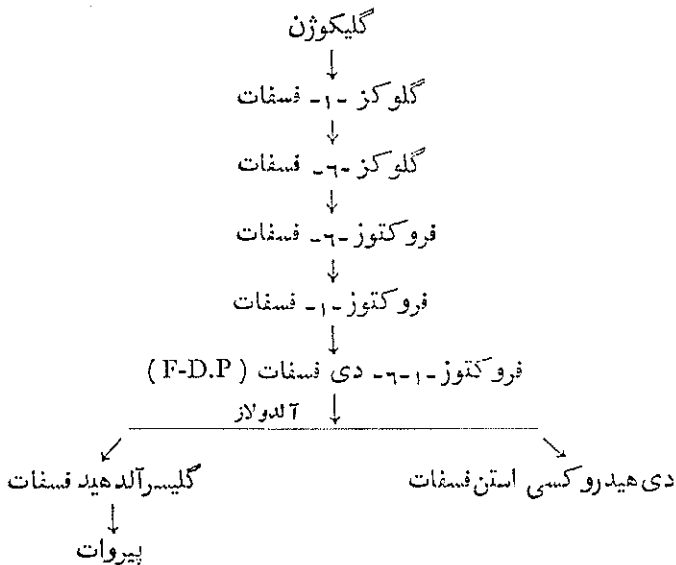 گلیکوژن
گلوکز -۱- فسفات
گلوکز -۶- فسفات
فروکتوز -۶- فسفات
فروکتوز -۱- فسفات
فروکتوز -۱-۶- دی فسفات (F-D.P)
آلدولاز
دی هیدروکسی استن فسفات
گلیسرآلدهید فسفات
پیروات